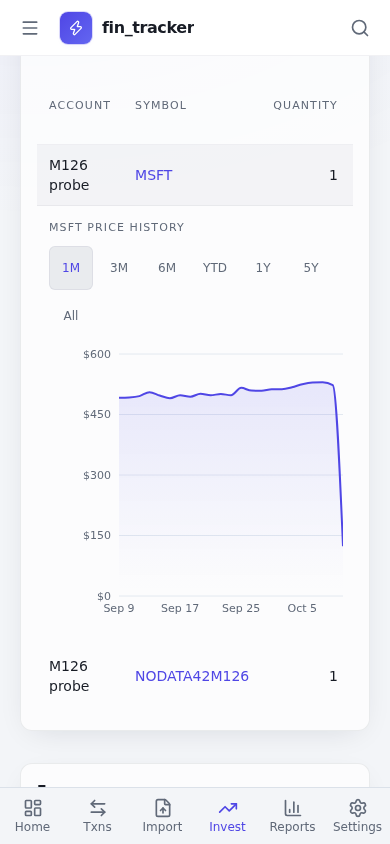 fin_tracker
ACCOUNT SYMBOL QUANTITY
M126 probe MSFT 1
MSFT PRICE HISTORY
1M 3M 6M YTD 1Y 5Y
All
$600
$450
$300
$150
$0
Sep 9 Sep 17 Sep 25 Oct 5
M126 probe NODATA42M126 1
Home Txns Import Invest Reports Settings